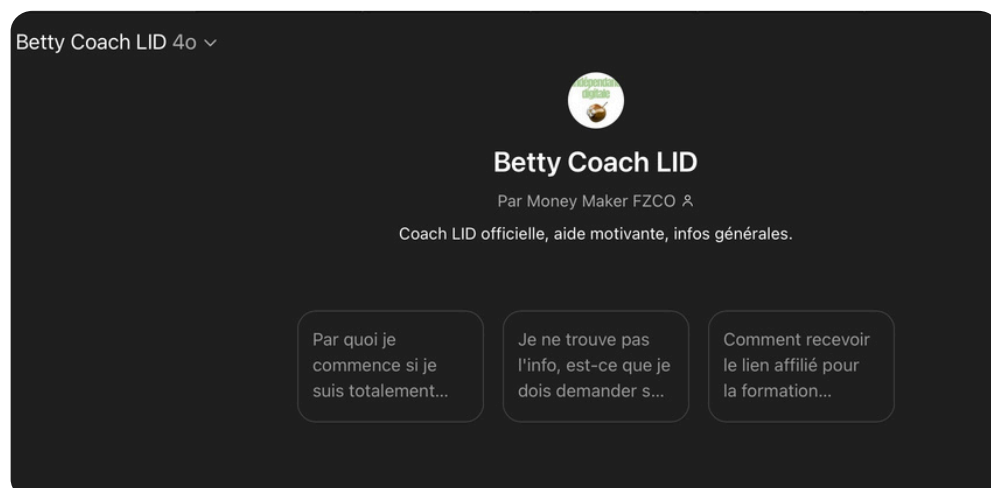 Betty Coach LID 4o
indépendant
digitale
Betty Coach LID
Par Money Maker FZCO
Coach LID officielle, aide motivante, infos générales.
Par quoi je
commence si je
suis totalement...
Je ne trouve pas
l'info, est-ce que je
dois demander s...
Comment recevoir
le lien affilié pour
la formation...